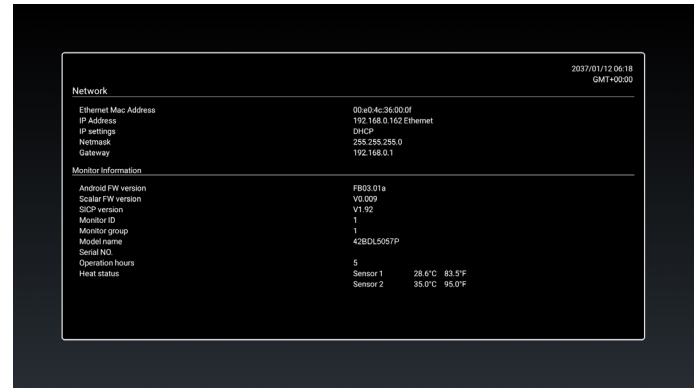 2037/01/12 06:18
GMT+00:00
Network
Ethernet Mac Address 00:e0:4c:36:00:0f
IP Address 192.168.0.162 Ethernet
IP settings DHCP
Netmask 255.255.255.0
Gateway 192.168.0.1
Monitor Information
Android FW version FB03.01a
Scalar FW version V0.009
SICP version V1.92
Monitor ID 1
Monitor group 1
Model name 42BDL5057P
Serial NO.
Operation hours 5
Heat status Sensor 1 28.6°C 83.5°F
Sensor 2 35.0°C 95.0°F